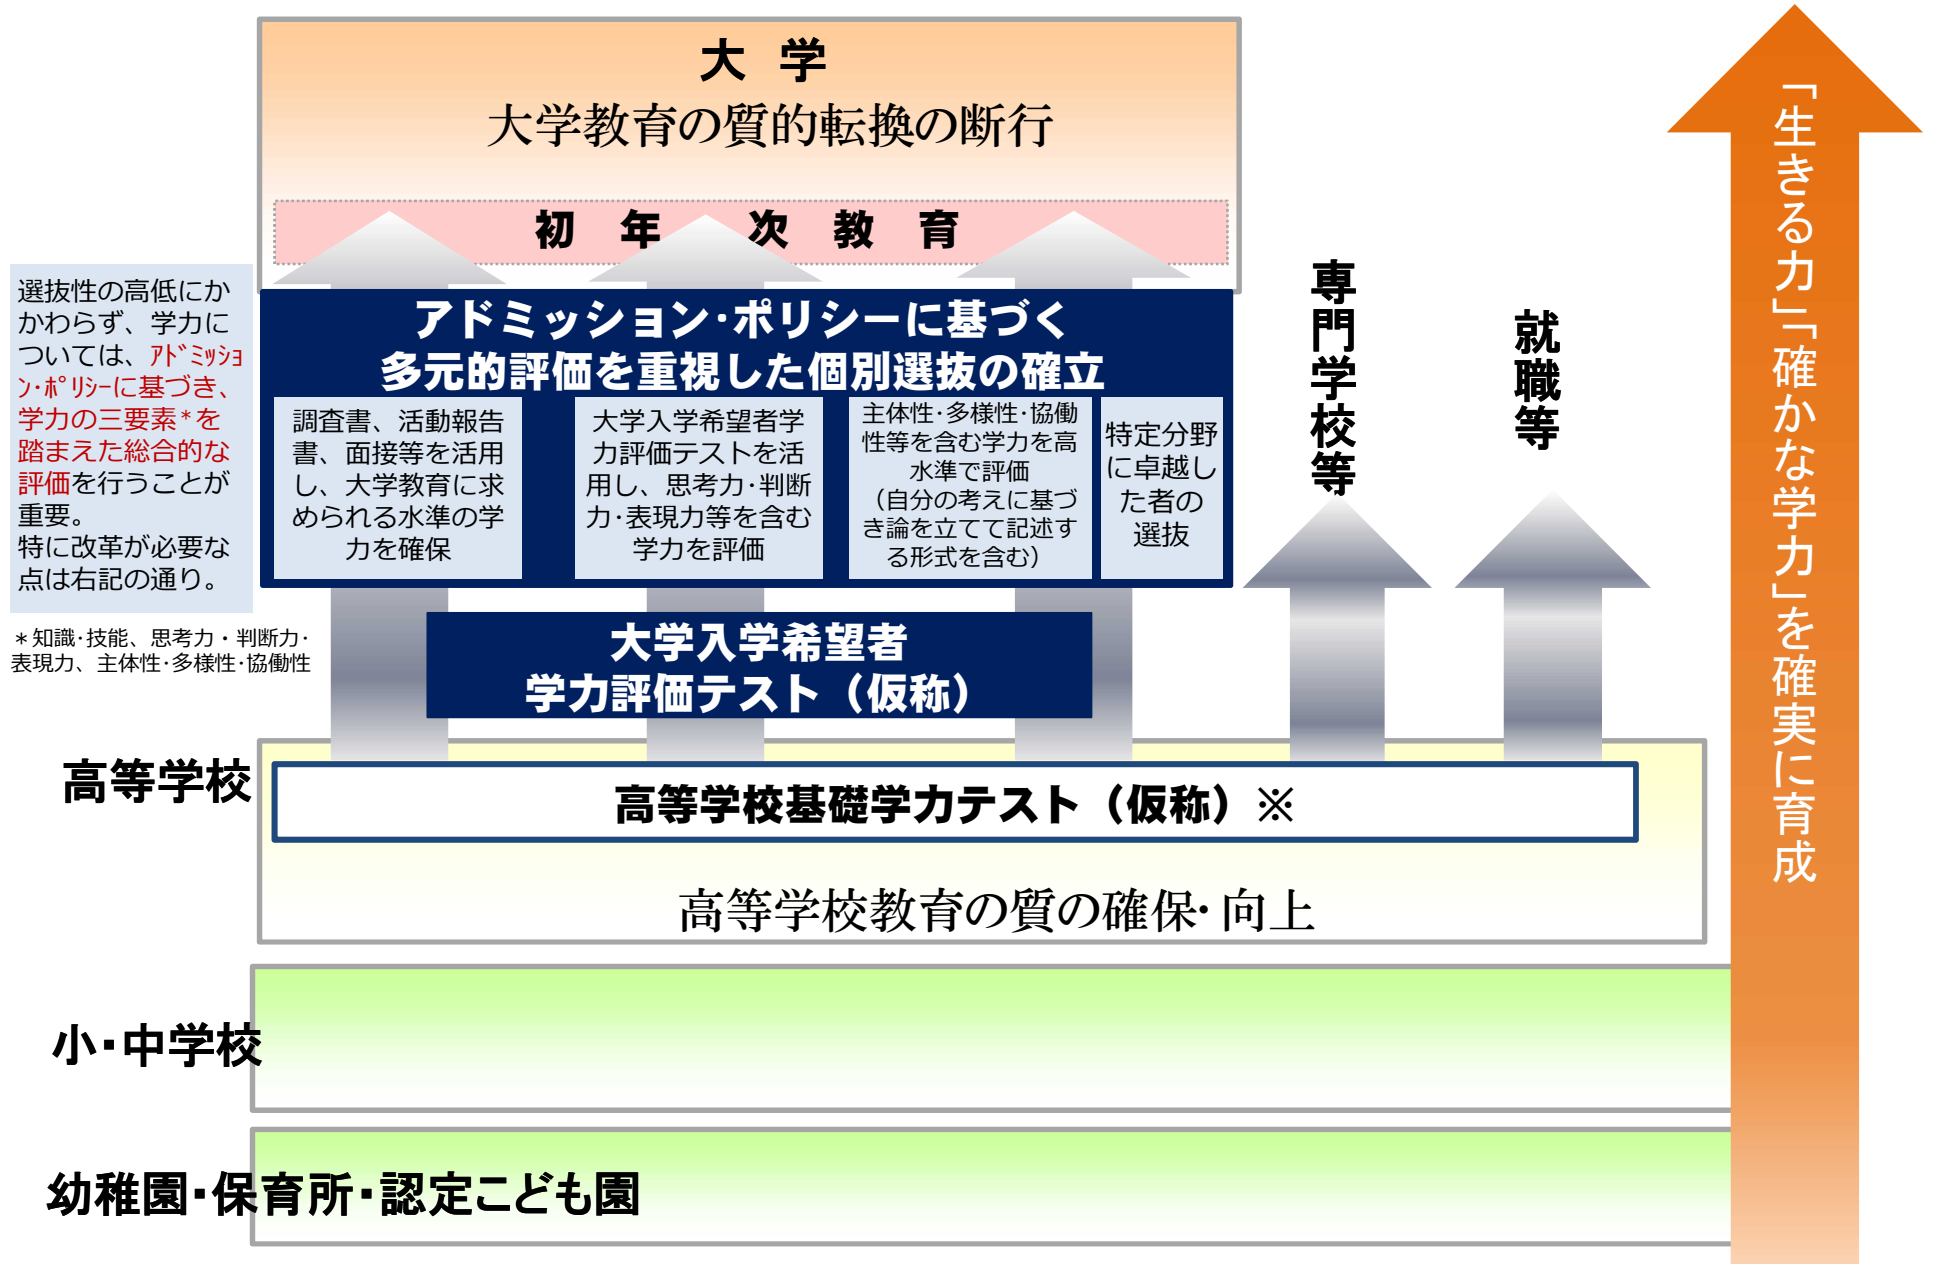 大 学
大学教育の質的転換の断行
初 年 次 教 育
選抜性の高低にか
かわらず、学力に
ついては、ｱﾄﾞﾐｯｼｮ
ﾝ･ﾎﾟﾘｼｰに基づき、
学力の三要素*を
踏まえた総合的な
評価を行うことが
重要。
特に改革が必要な
点は右記の通り。
＊知識･技能、思考力・判断力･
表現力、主体性･多様性･協働性
アドミッション･ポリシーに基づく
多元的評価を重視した個別選抜の確立
調査書、活動報告
書、面接等を活用
し、大学教育に求
められる水準の学
力を確保
大学入学希望者学
力評価テストを活
用し、思考力･判断
力･表現力等を含む
学力を評価
主体性･多様性･協働
性等を含む学力を高
水準で評価
（自分の考えに基づ
き論を立てて記述す
る形式を含む）
特定分野
に卓越し
た者の
選抜
専門学校等
就職等
「生きる力」「確かな学力」を確実に育成
大学入学希望者
学力評価テスト（仮称）
高等学校
高等学校基礎学力テスト（仮称）※
高等学校教育の質の確保･向上
小･中学校
幼稚園･保育所･認定こども園